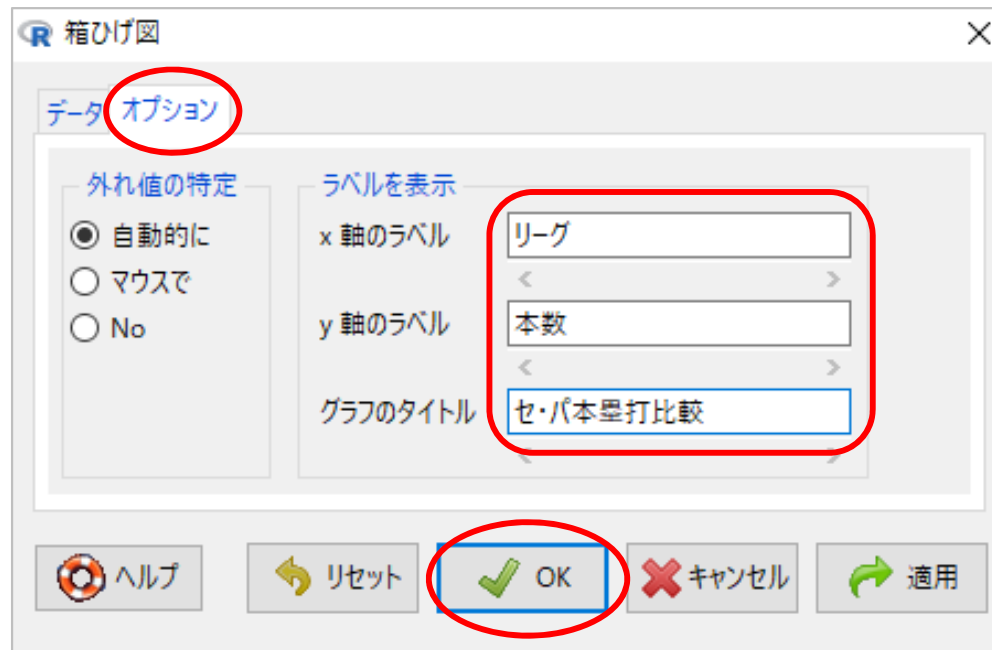 箱ひげ図
データ オプション
外れ値の特定
自動的に
マウスで
No
ラベルを表示
x 軸のラベル リーグ
y 軸のラベル 本数
グラフのタイトル セ・パ本塁打比較
ヘルプ リセット OK キャンセル 適用